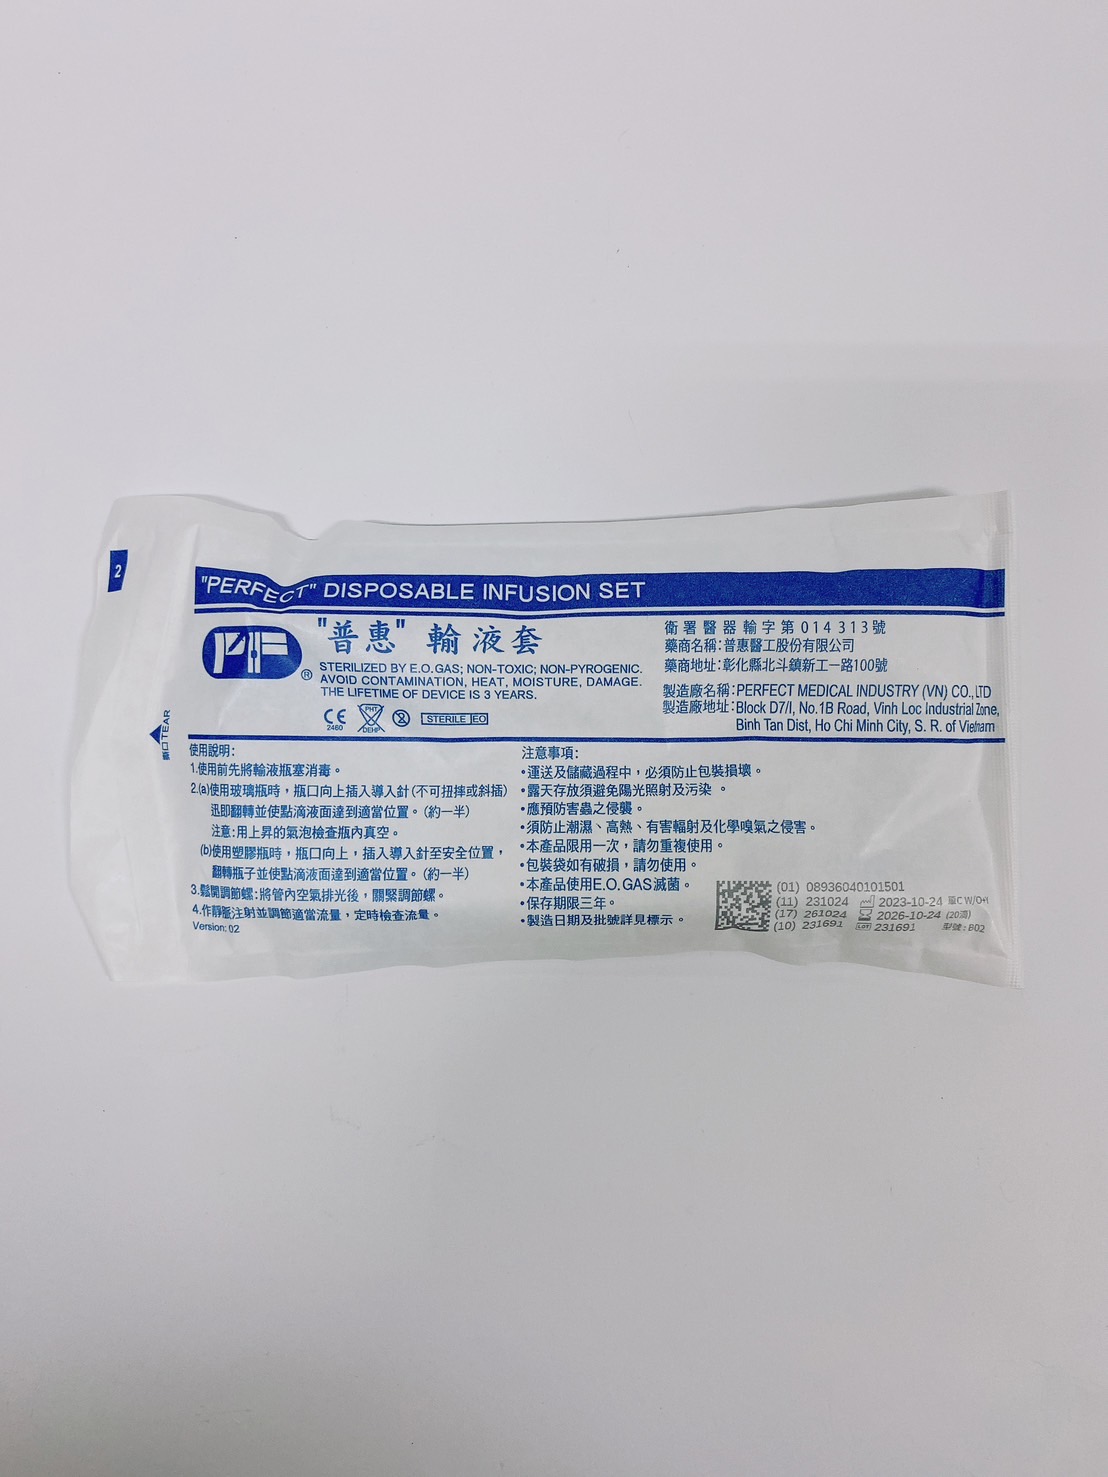 2
"PERFECT" DISPOSABLE INFUSION SET
PF
®
"普惠" 輸液套
STERILIZED BY E.O.GAS; NON-TOXIC; NON-PYROGENIC.
AVOID CONTAMINATION, HEAT, MOISTURE, DAMAGE.
THE LIFETIME OF DEVICE IS 3 YEARS.
CE 2460
PHT DEHP
2
STERILE EO
衛署醫器輸字第014313號
藥商名稱:普惠醫工股份有限公司
藥商地址:彰化縣北斗鎮新工一路100號
製造廠名稱:PERFECT MEDICAL INDUSTRY (VN) CO., LTD
製造廠地址:Block D7/I, No.1B Road, Vinh Loc Industrial Zone,
Binh Tan Dist, Ho Chi Minh City, S. R. of Vietnam
TEAR
使用說明:
1.使用前先將輸液瓶塞消毒。
2.(a)使用玻璃瓶時,瓶口向上插入導入針(不可扭摔或斜插)
迅即翻轉並使點滴液面達到適當位置。(約一半)
注意:用上昇的氣泡檢查瓶內真空。
(b)使用塑膠瓶時,瓶口向上,插入導入針至安全位置,
翻轉瓶子並使點滴液面達到適當位置。(約一半)
3.鬆開調節螺:將管內空氣排光後,關緊調節螺。
4.作靜脈注射並調節適當流量,定時檢查流量。
Version: 02
注意事項:
•運送及儲藏過程中,必須防止包裝損壞。
•露天存放須避免陽光照射及污染 。
•應預防害蟲之侵襲。
•須防止潮濕、高熱、有害輻射及化學嗅氣之侵害。
•本產品限用一次,請勿重複使用。
•包裝袋如有破損,請勿使用。
•本產品使用E.O.GAS滅菌。
•保存期限三年。
•製造日期及批號詳見標示。
(01) 08936040101501
(11) 231024 2023-10-24 W/O
(17) 261024 2026-10-24 (20滴)
(10) 231691 LOT 231691 型號:B02